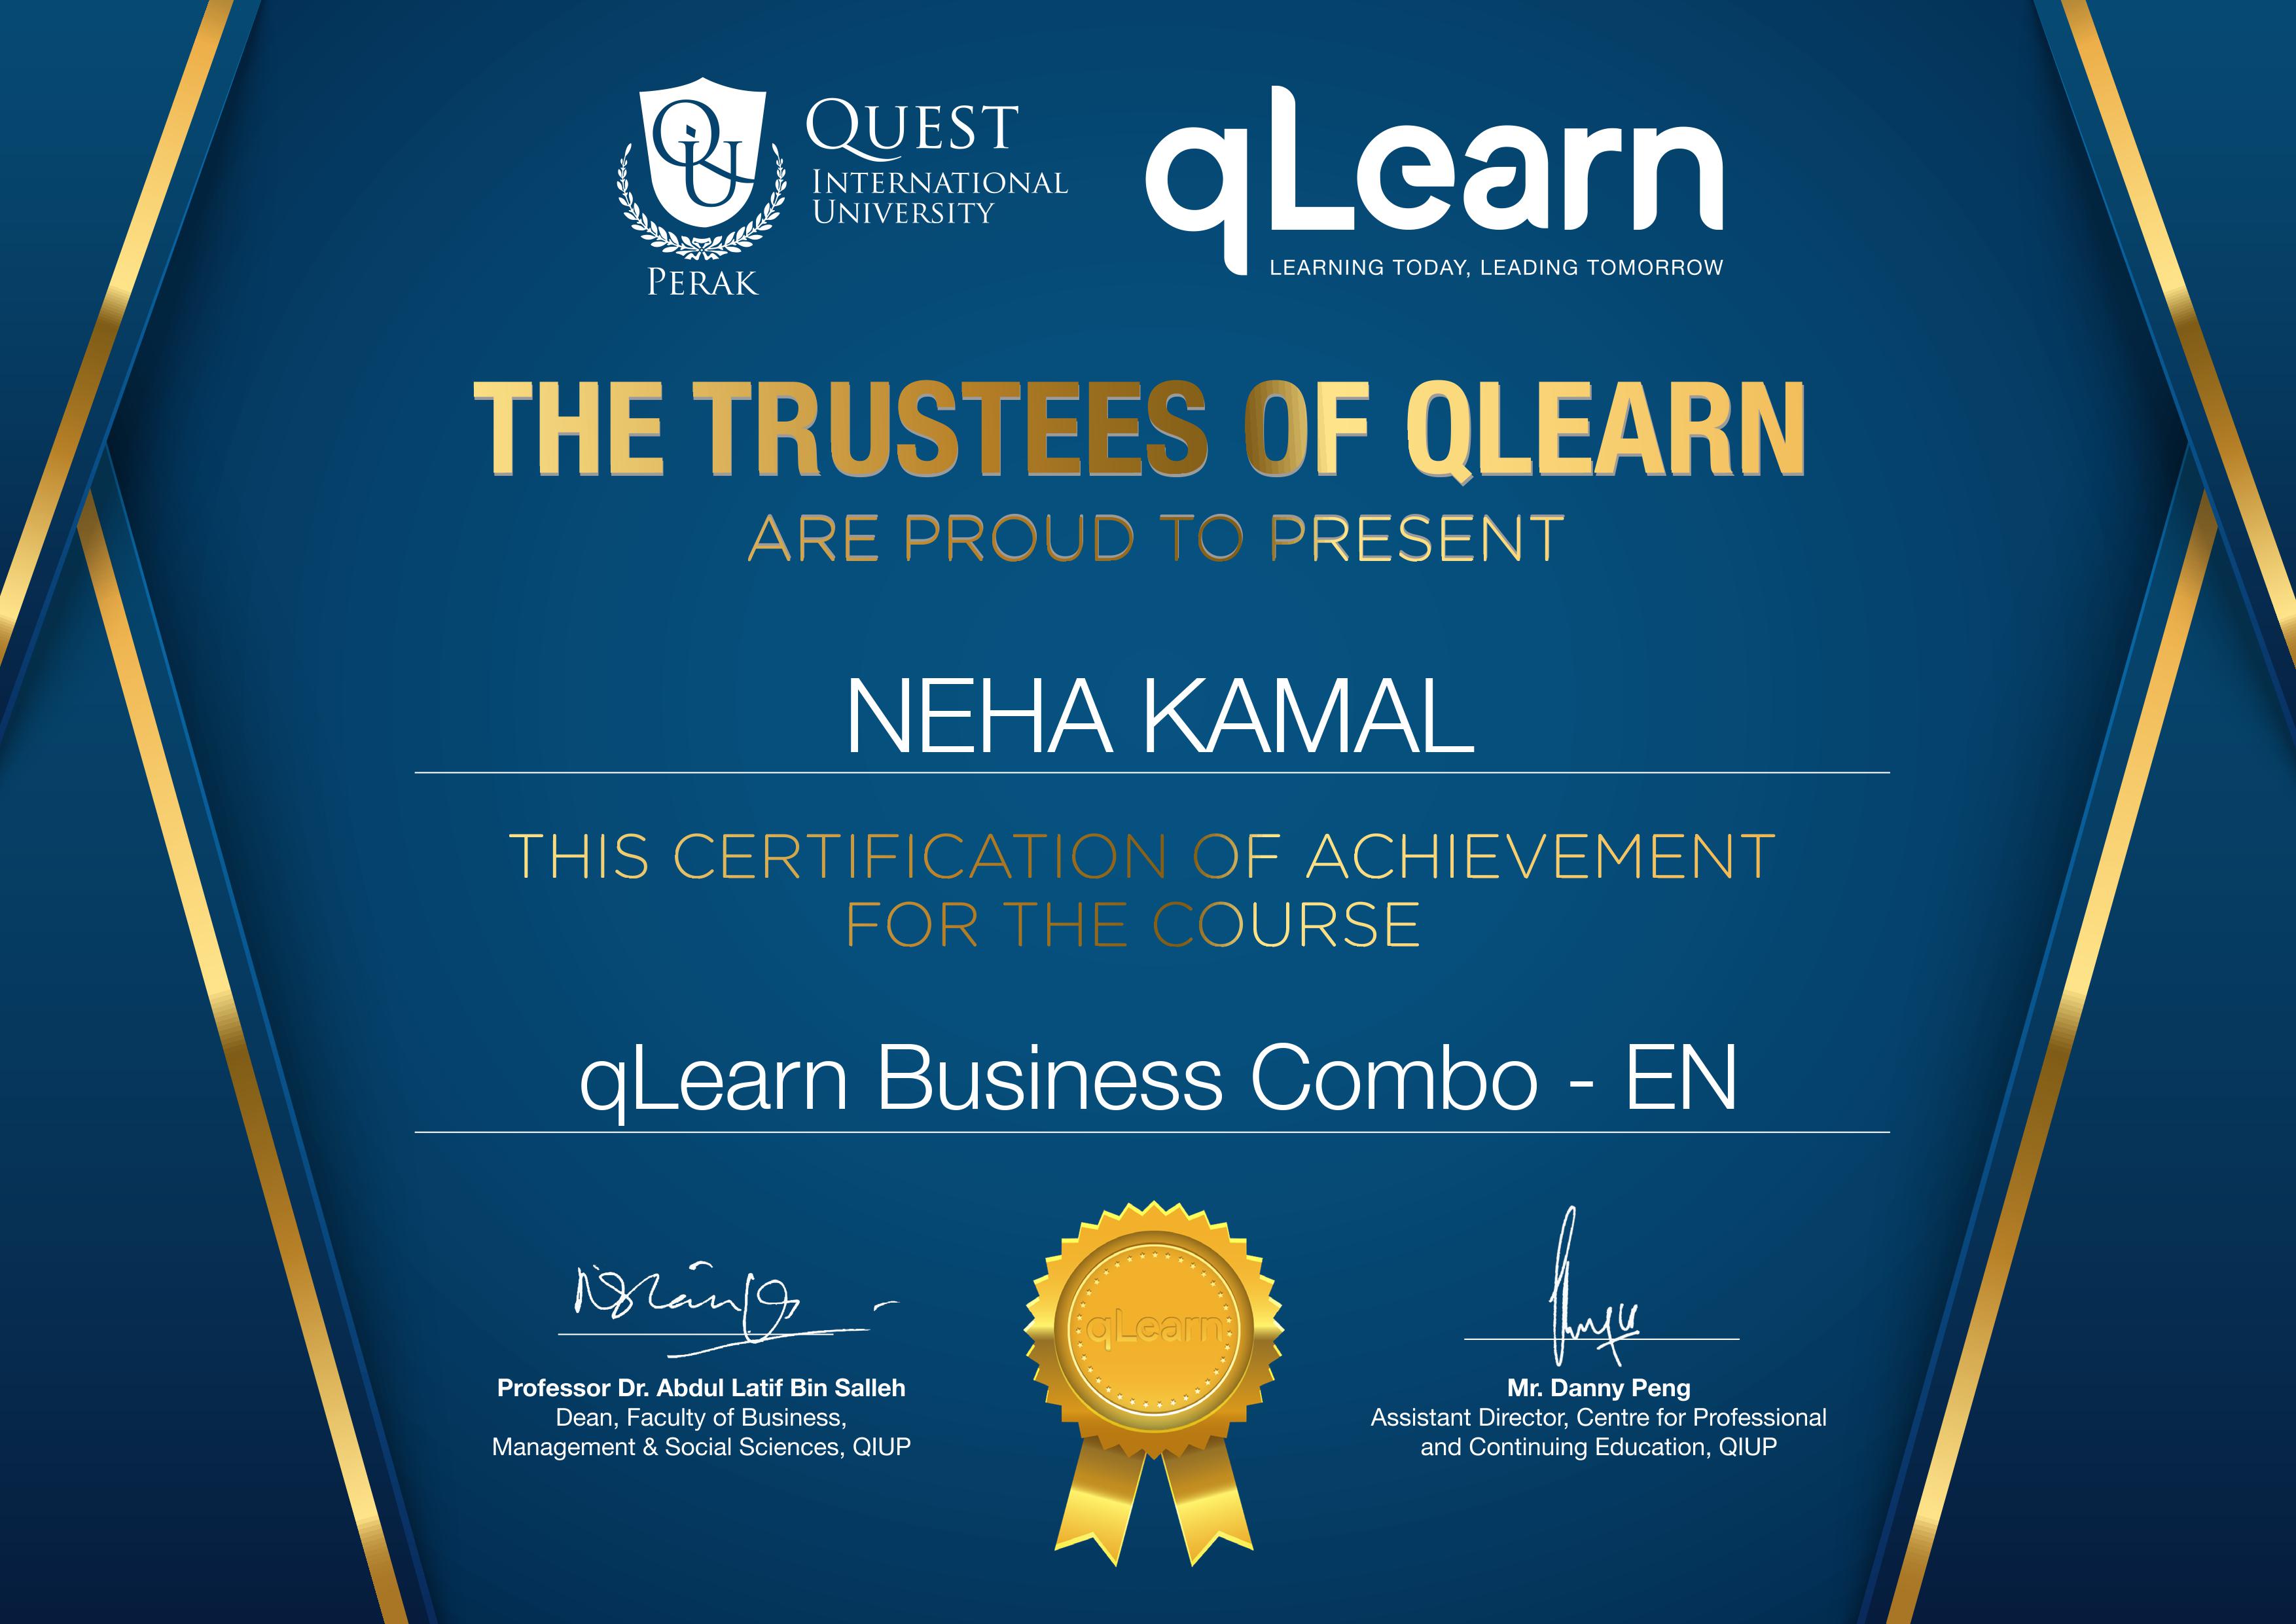 QU
QUEST
INTERNATIONAL
UNIVERSITY
PERAK
qLearn
LEARNING TODAY, LEADING TOMORROW
THE TRUSTEES OF QLEARN
ARE PROUD TO PRESENT
NEHA KAMAL
THIS CERTIFICATION OF ACHIEVEMENT
FOR THE COURSE
qLearn Business Combo - EN
qLearn
Professor Dr. Abdul Latif Bin Salleh
Dean, Faculty of Business,
Management & Social Sciences, QIUP
Mr. Danny Peng
Assistant Director, Centre for Professional
and Continuing Education, QIUP